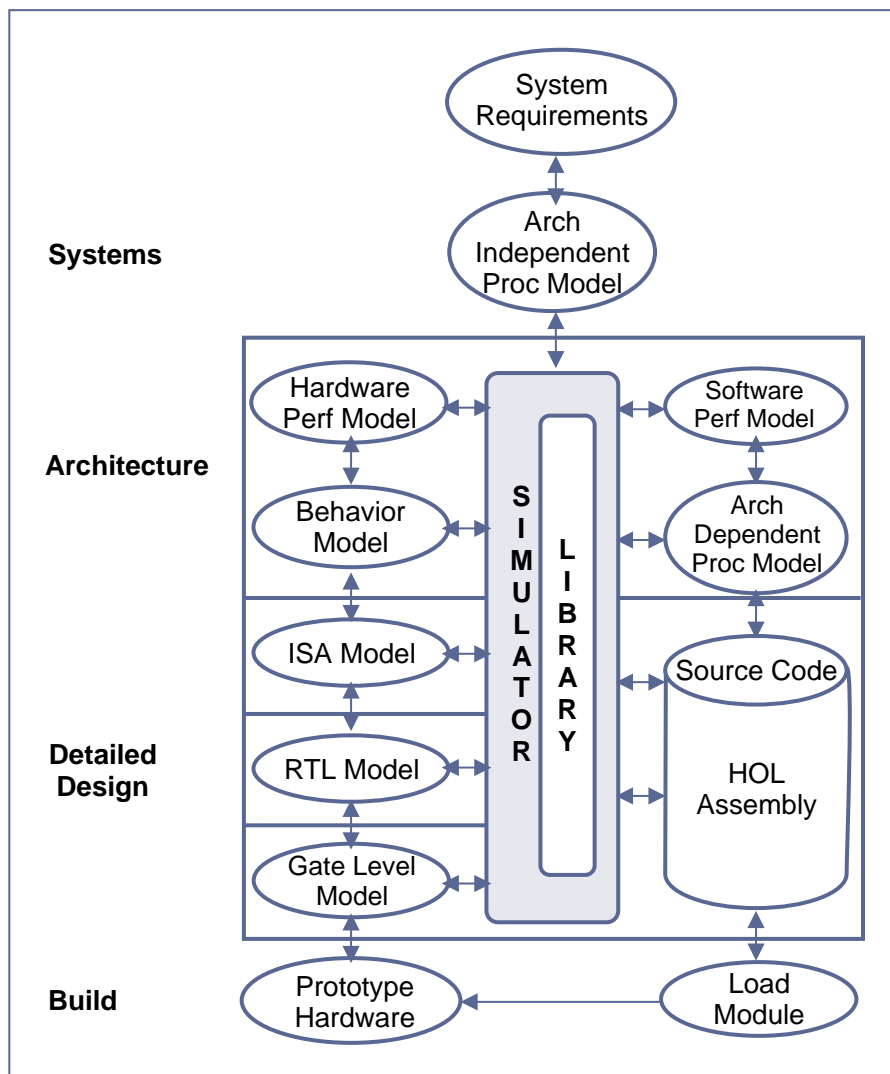 System
Requirements
Systems
Arch
Independent
Proc Model
Architecture
Hardware
Perf Model
Software
Perf Model
Behavior
Model
Arch
Dependent
Proc Model
SIMULATOR
LIBRARY
ISA Model
Source Code
Detailed
Design
RTL Model
HOL
Assembly
Gate Level
Model
Build
Prototype
Hardware
Load
Module